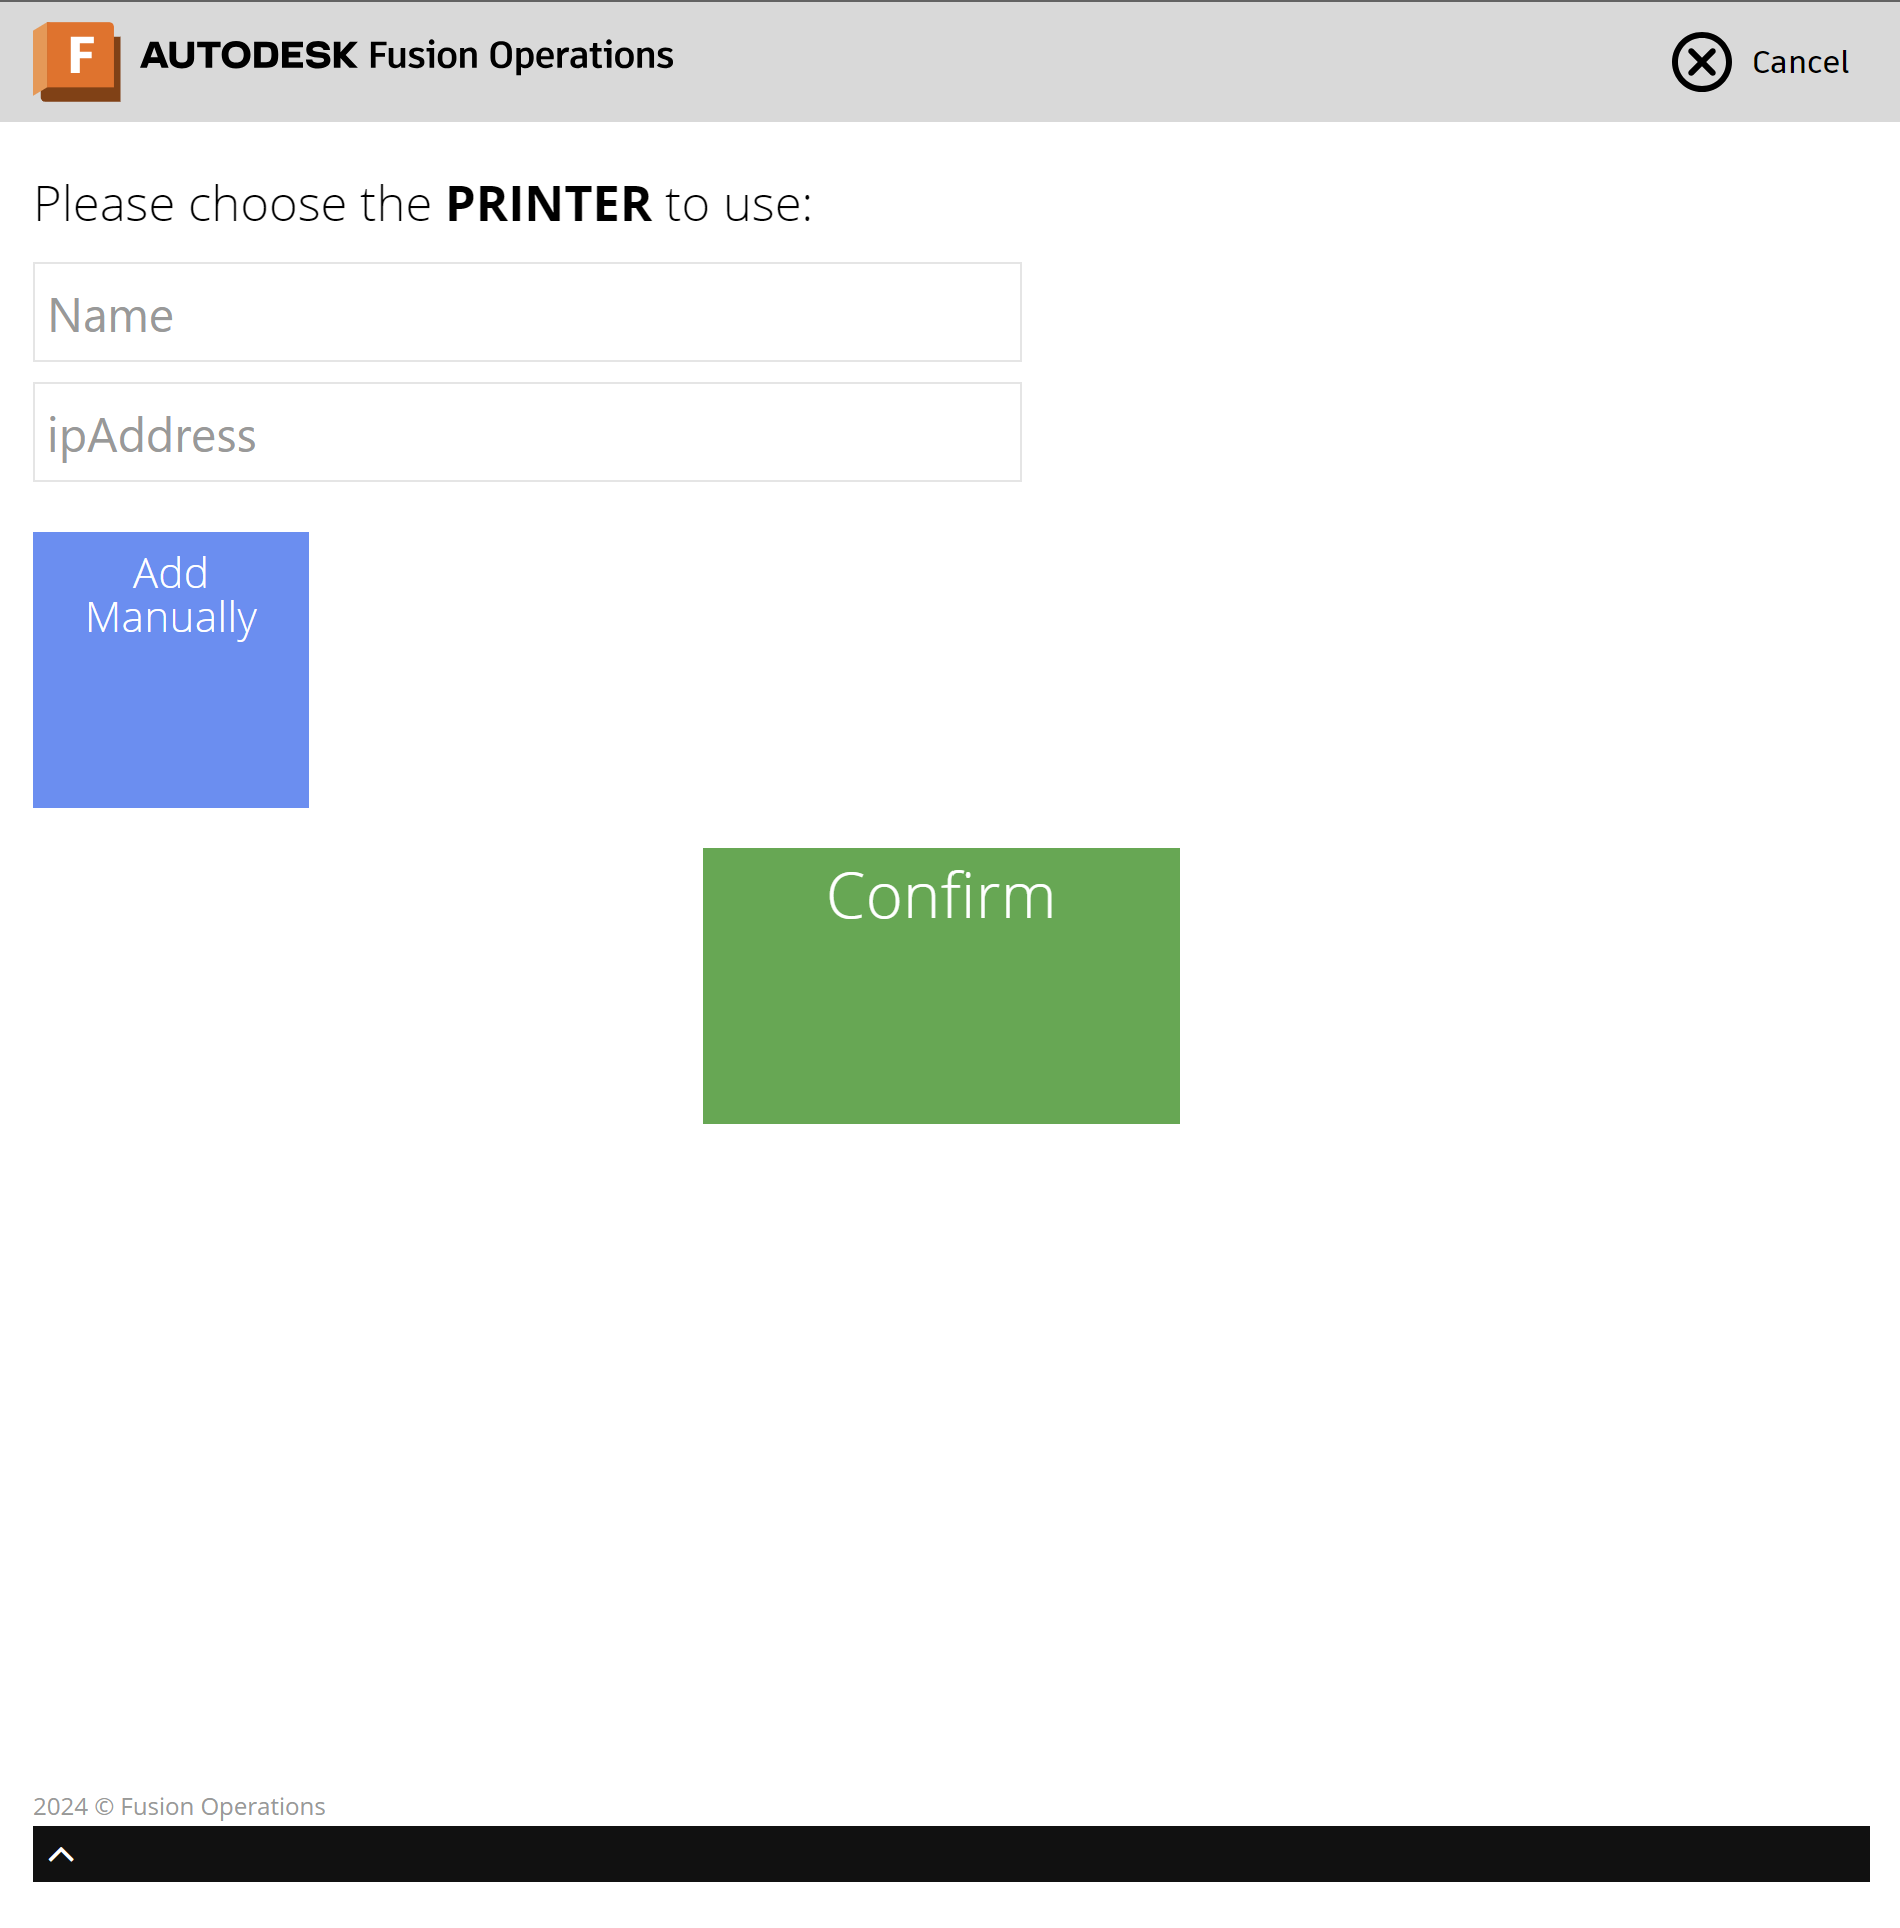 F AUTODESK Fusion Operations
Cancel
Please choose the PRINTER to use:
Name
ipAddress
Add
Manually
Confirm
2024 © Fusion Operations